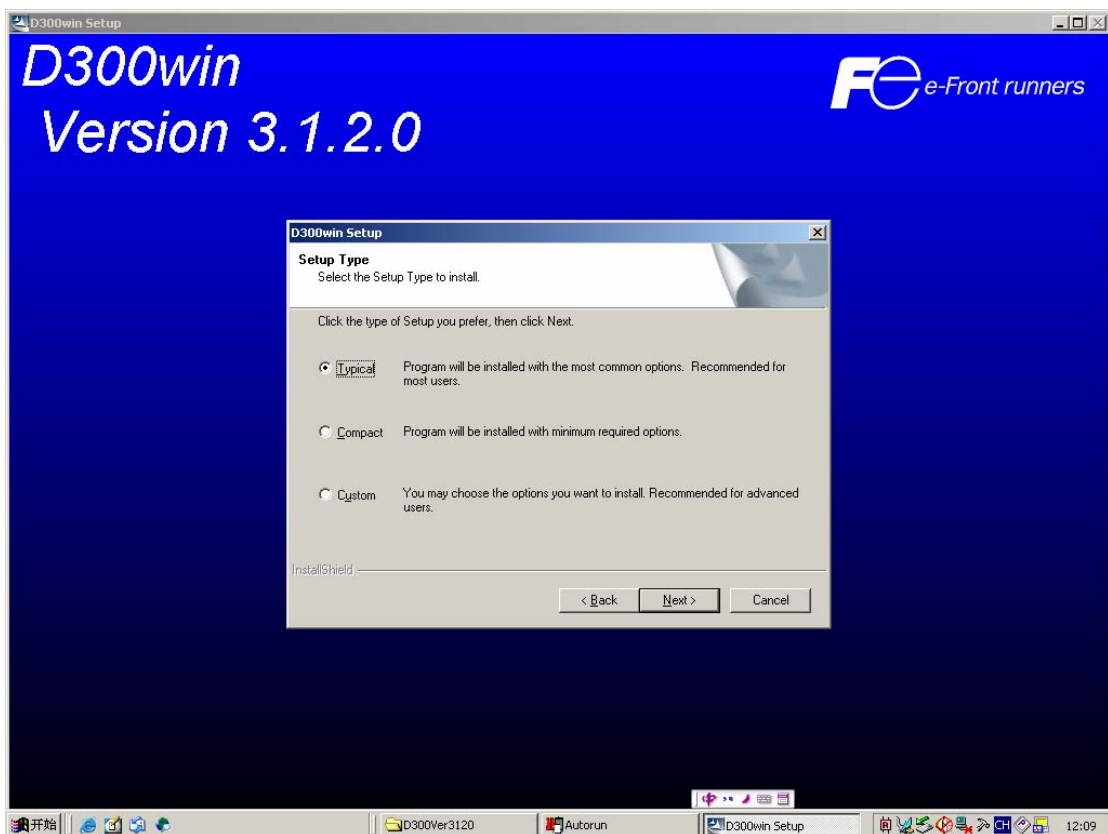 D300win Setup
D300win
Version 3.1.2.0
Fe e-Front runners
D300win Setup
Setup Type
Select the Setup Type to install.
Click the type of Setup you prefer, then click Next.
Typical
Program will be installed with the most common options. Recommended for
most users.
Compact
Program will be installed with minimum required options.
Custom
You may choose the options you want to install. Recommended for advanced
users.
InstallShield
< Back
Next >
Cancel
中
开始
D300Ver3120
Autorun
D300win Setup
CH
12:09